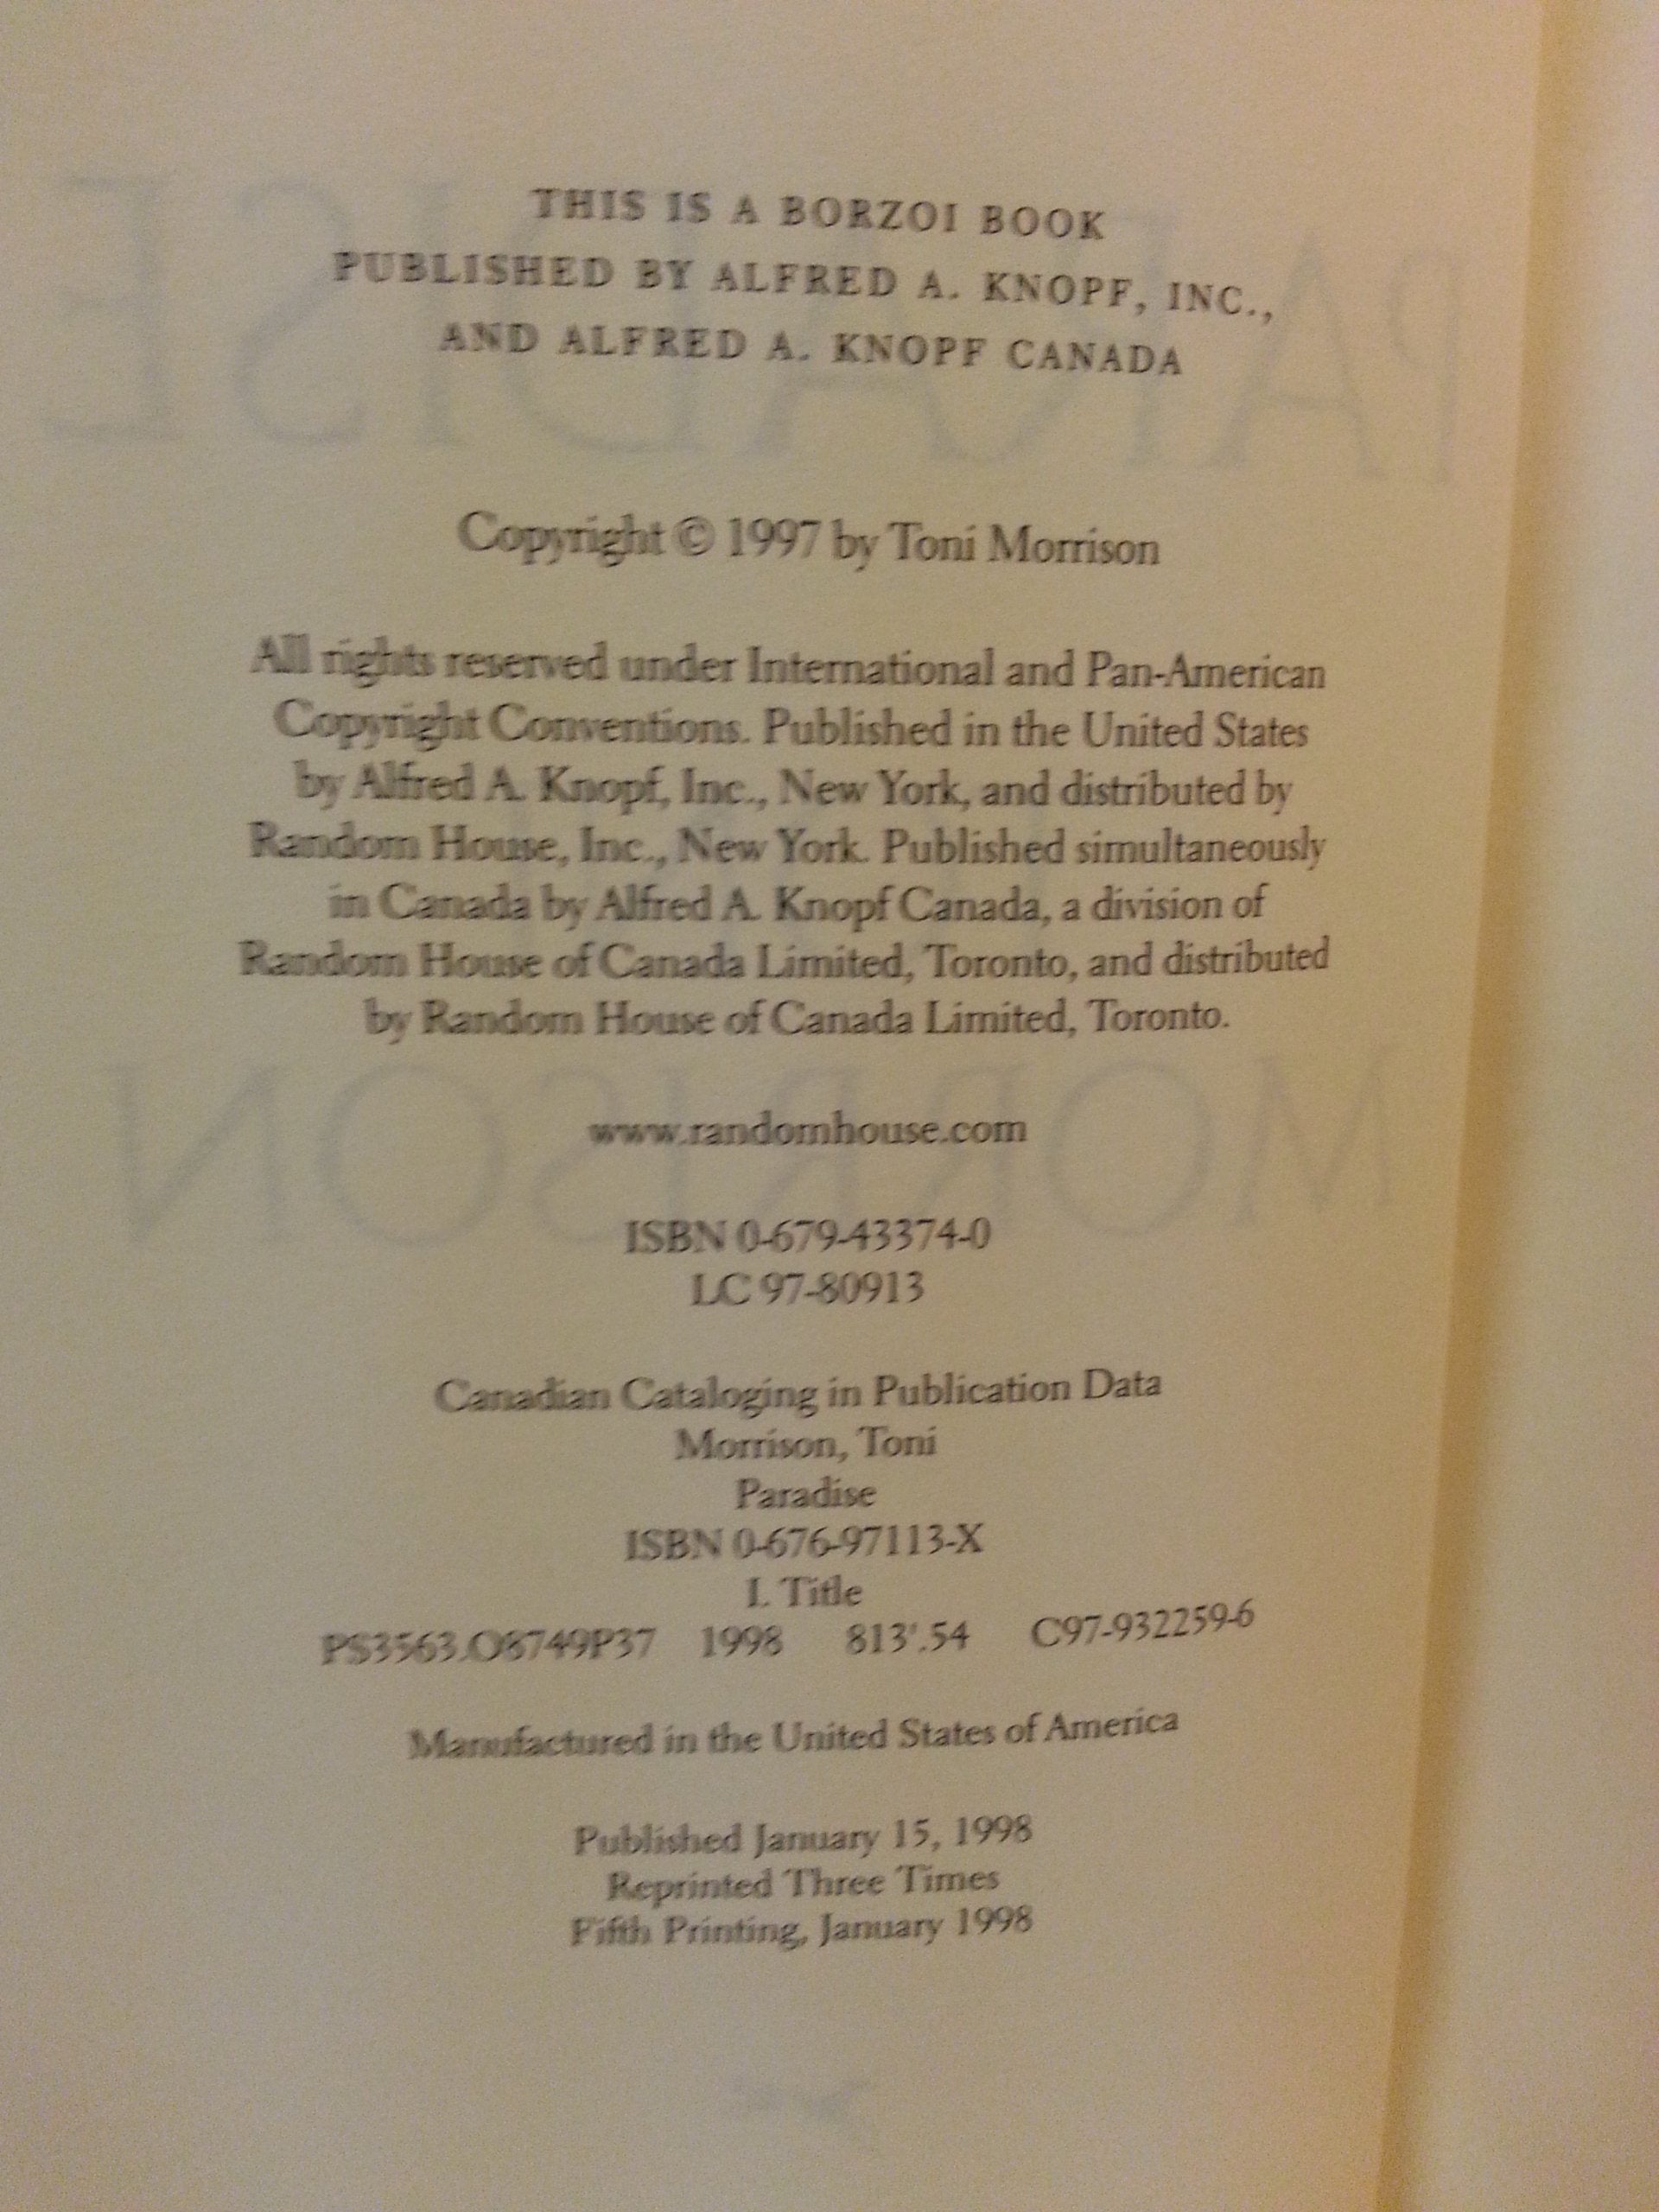 THIS IS A BORZOI BOOK
PUBLISHED BY ALFRED A. KNOPF, INC.,
AND ALFRED A. KNOPF CANADA
Copyright © 1997 by Toni Morrison
All rights reserved under International and Pan-American
Copyright Conventions. Published in the United States
by Alfred A. Knopf, Inc., New York, and distributed by
Random House, Inc., New York. Published simultaneously
in Canada by Alfred A. Knopf Canada, a division of
Random House of Canada Limited, Toronto, and distributed
by Random House of Canada Limited, Toronto.
www.randomhouse.com
ISBN 0-679-43374-0
LC 97-80913
Canadian Cataloging in Publication Data
Morrison, Toni
Paradise
ISBN 0-676-97113-X
I. Title
PS3563.O8749P37 1998 813'.54 C97-932259-6
Manufactured in the United States of America
Published January 15, 1998
Reprinted Three Times
Fifth Printing, January 1998